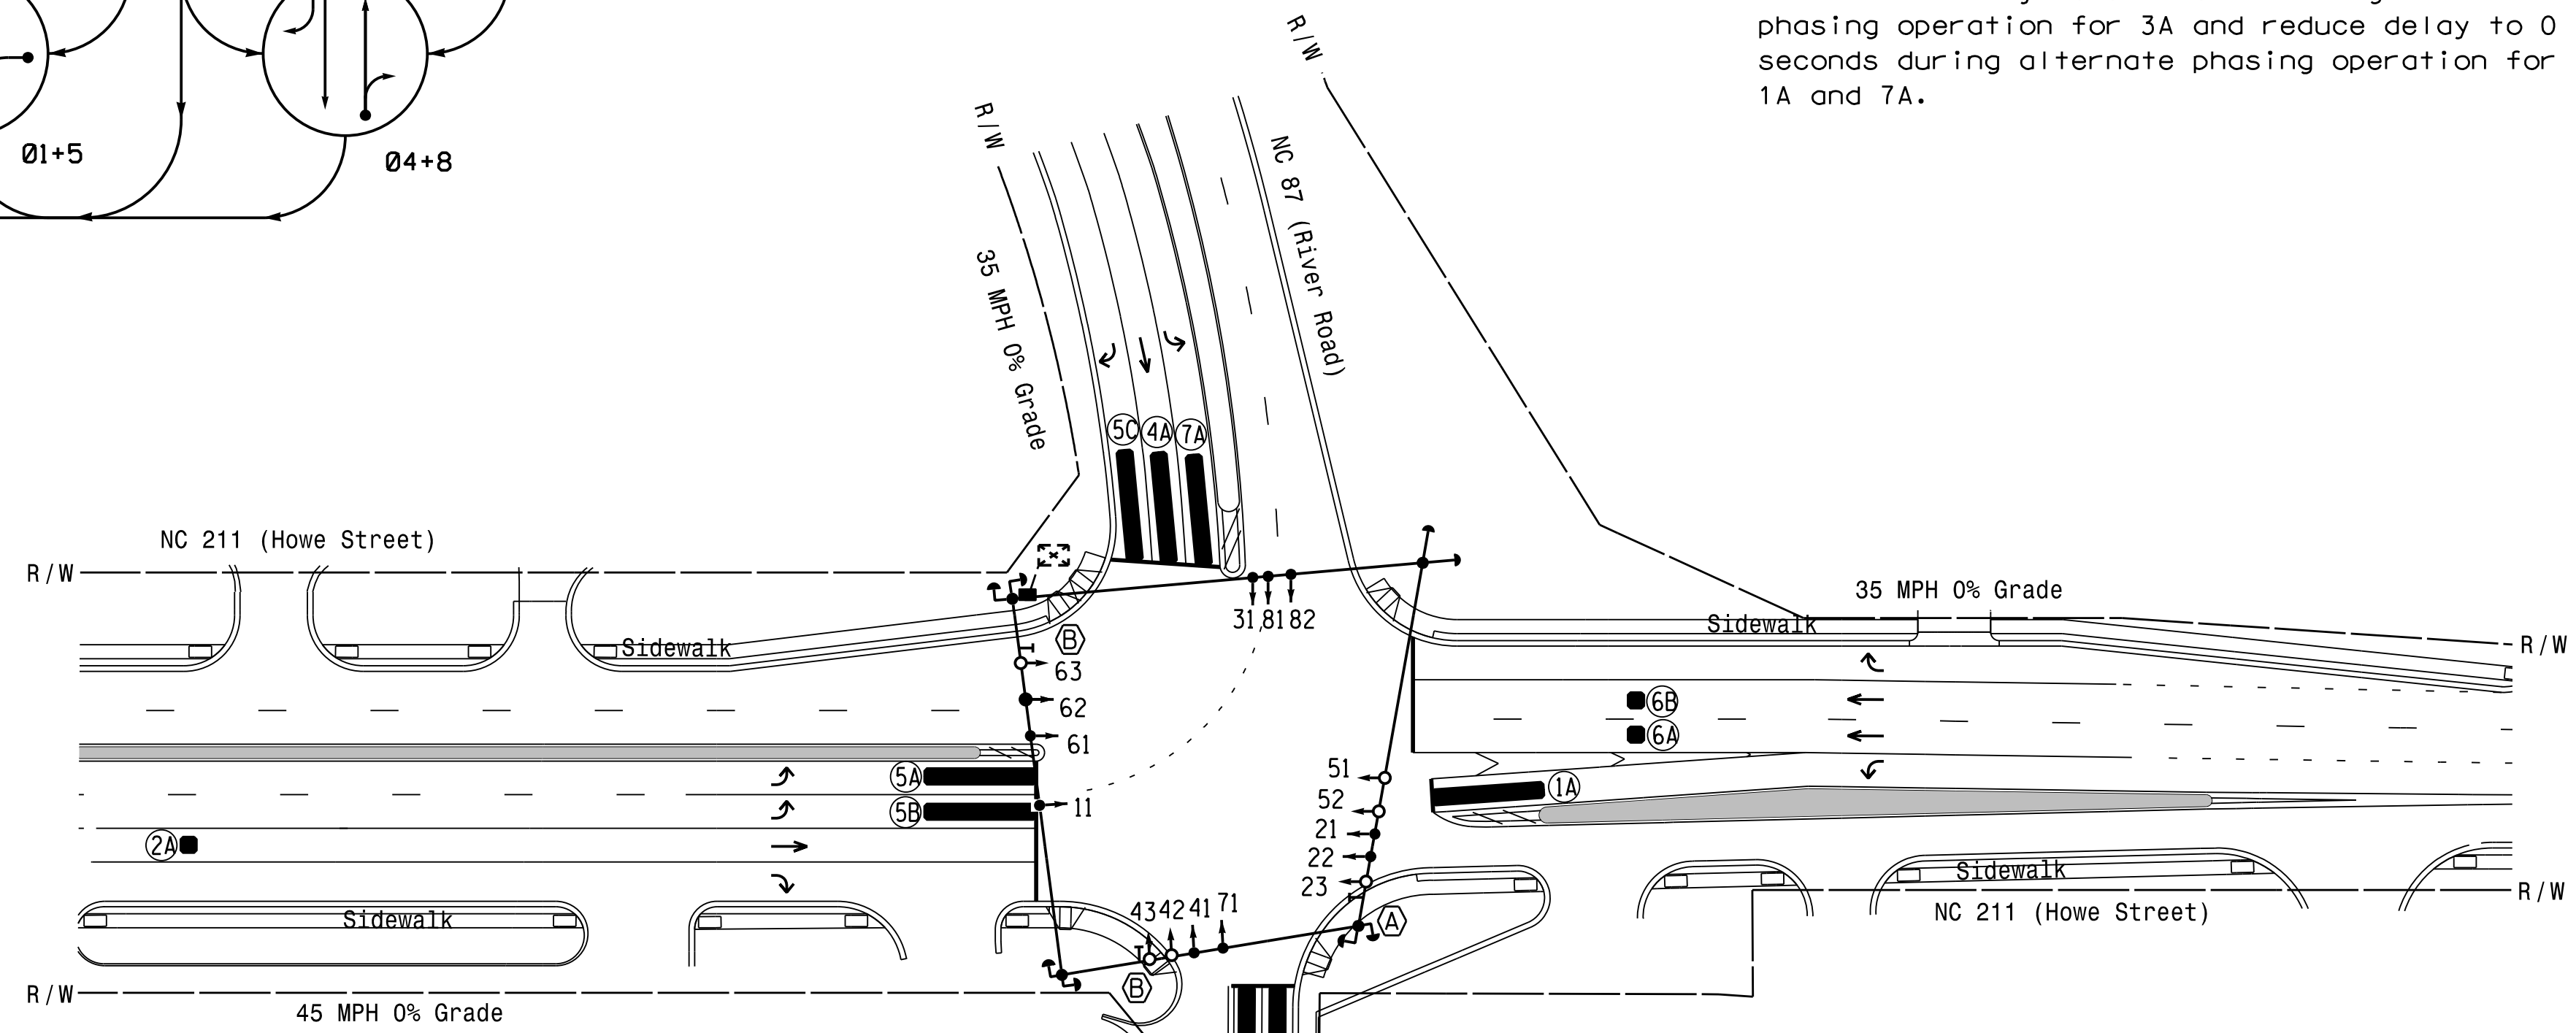 phasing operation for 3A and reduce delay to 0
seconds during alternate phasing operation for
1A and 7A.
Ø1+5
Ø4+8
R/W
R/W
NC 87 (River Road)
35 MPH 0% Grade
5C
4A
7A
NC 211 (Howe Street)
R/W
35 MPH 0% Grade
31
81
82
Sidewalk
Sidewalk
R/W
B
63
62
61
6B
6A
5A
5B
11
51
52
21
22
23
1A
2A
Sidewalk
Sidewalk
43
42
41
71
A
B
R/W
NC 211 (Howe Street)
R/W
45 MPH 0% Grade